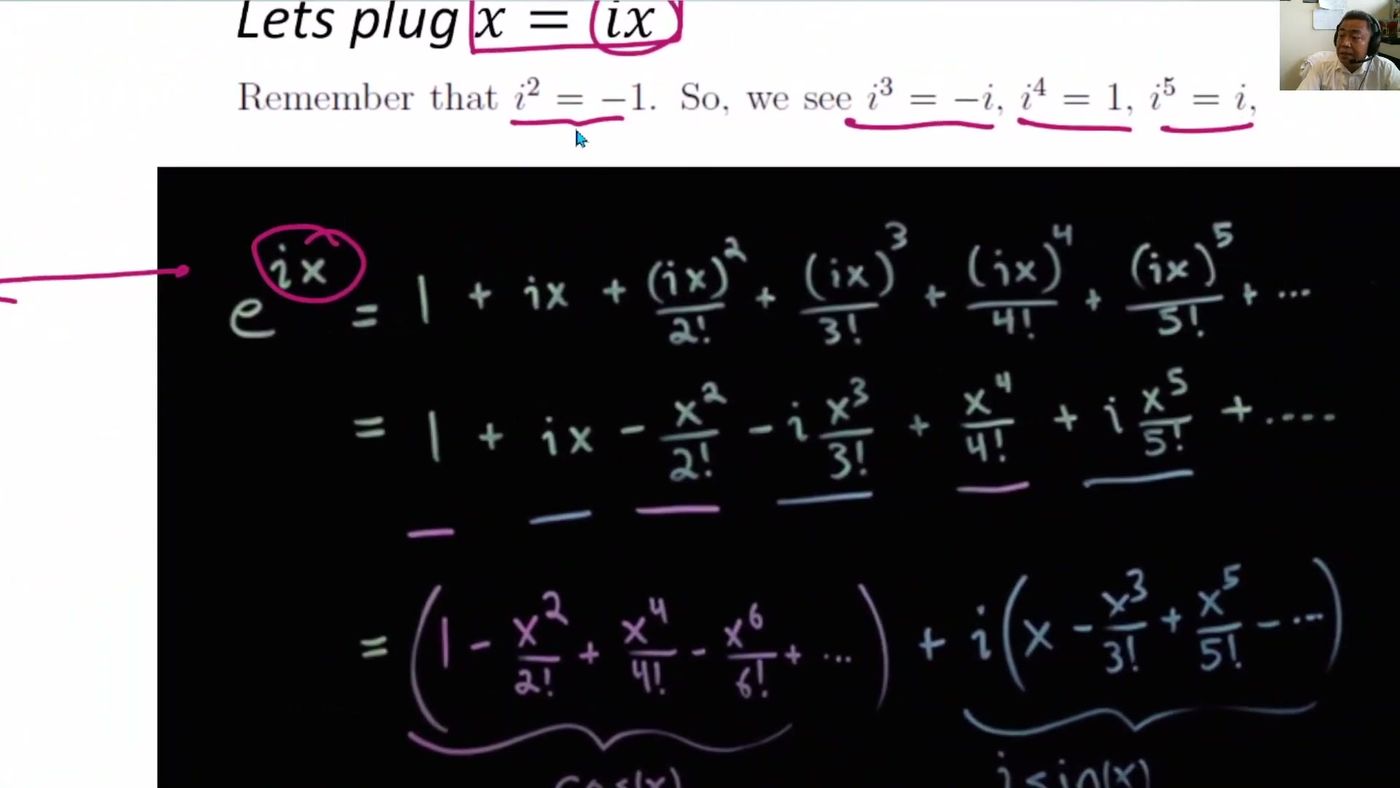 Lets plug x = ix
Remember that i² = −1. So, we see i³ = −i, i⁴ = 1, i⁵ = i,
e^{ix} = 1 + ix + (ix)²/2! + (ix)³/3! + (ix)⁴/4! + (ix)⁵/5! + ...
= 1 + ix − x²/2! − i x³/3! + x⁴/4! + i x⁵/5! + ....
= (1 − x²/2! + x⁴/4! − x⁶/6! + ...) + i(x − x³/3! + x⁵/5! − ...)
cos(x) i sin(x)